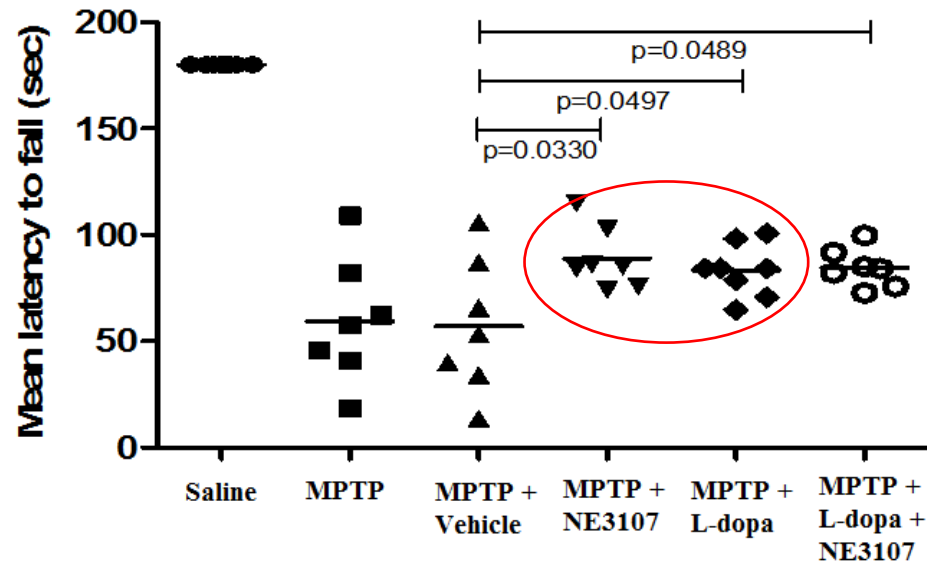 Mean latency to fall (sec)
200
150
100
50
0
p=0.0489
p=0.0497
p=0.0330
Saline
MPTP
MPTP +
Vehicle
MPTP +
NE3107
MPTP +
L-dopa
MPTP +
L-dopa +
NE3107